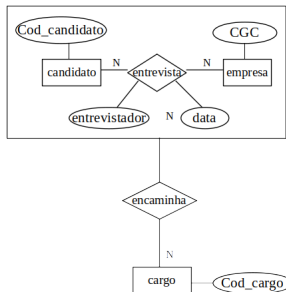 Cod_candidato
CGC
candidato
N
entrevista
N
empresa
entrevistador
N
data
encaminha
N
cargo
Cod_cargo